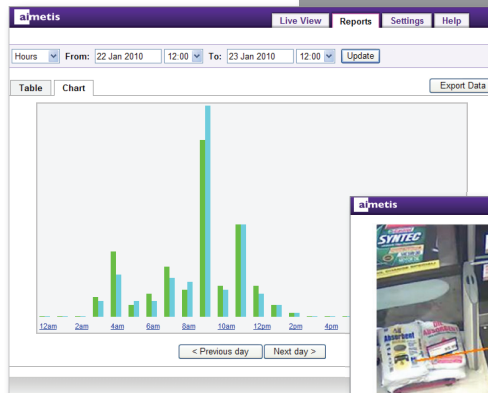 aimetis
Live View Reports Settings Help
Hours From: 22 Jan 2010 12:00 To: 23 Jan 2010 12:00 Update
Table Chart Export Data
12am 2am 4am 6am 8am 10am 12pm 2pm 4pm
< Previous day Next day >
aimetis
SYNTEC
Absorbent
ABSORBENT